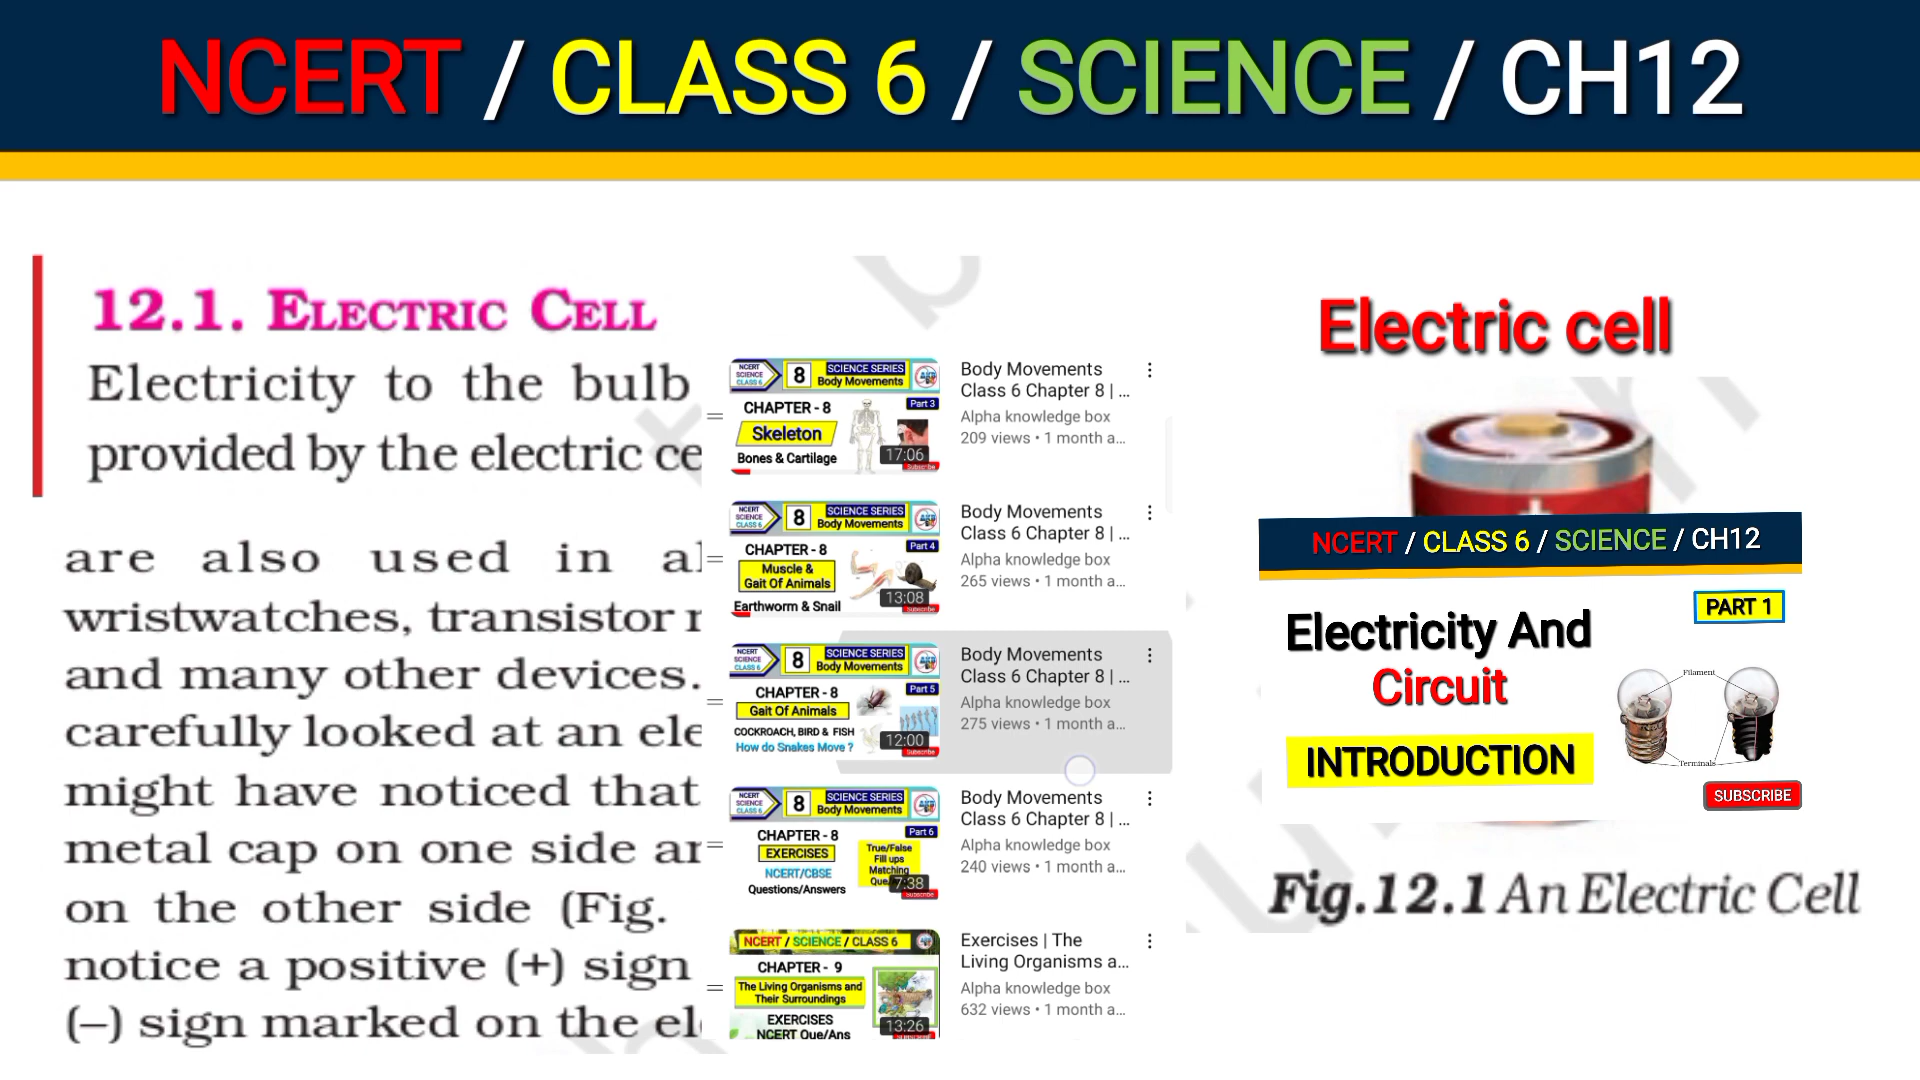 NCERT / CLASS 6 / SCIENCE / CH12
12.1. ELECTRIC CELL
Electricity to the bulb
provided by the electric
are also used in
wristwatches, transistor
and many other devices.
carefully looked at an
might have noticed that
metal cap on one side
on the other side (Fig.
notice a positive (+) sign
(–) sign marked on the
NCERT
SCIENCE
CLASS 6
8
SCIENCE SERIES
Body Movements
CHAPTER - 8
Part 3
Skeleton
Bones & Cartilage
17:06
Subscribe
Body Movements
Class 6 Chapter 8 | ...
Alpha knowledge box
209 views • 1 month a...
NCERT
SCIENCE
CLASS 6
8
SCIENCE SERIES
Body Movements
CHAPTER - 8
Part 4
Muscle &
Gait Of Animals
Earthworm & Snail
13:08
Subscribe
Body Movements
Class 6 Chapter 8 | ...
Alpha knowledge box
265 views • 1 month a...
NCERT
SCIENCE
CLASS 6
8
SCIENCE SERIES
Body Movements
CHAPTER - 8
Part 5
Gait Of Animals
COCKROACH, BIRD & FISH
How do Snakes Move ?
12:00
Subscribe
Body Movements
Class 6 Chapter 8 | ...
Alpha knowledge box
275 views • 1 month a...
NCERT
SCIENCE
CLASS 6
8
SCIENCE SERIES
Body Movements
CHAPTER - 8
Part 6
EXERCISES
NCERT/CBSE
Questions/Answers
True/False
Fill ups
Matching
7:38
Subscribe
Body Movements
Class 6 Chapter 8 | ...
Alpha knowledge box
240 views • 1 month a...
NCERT / SCIENCE / CLASS 6
CHAPTER - 9
The Living Organisms and
Their Surroundings
EXERCISES
NCERT Que/Ans
13:26
Exercises | The
Living Organisms a...
Alpha knowledge box
632 views • 1 month a...
Electric cell
NCERT / CLASS 6 / SCIENCE / CH12
PART 1
Electricity And
Circuit
INTRODUCTION
Filament
Terminals
SUBSCRIBE
Fig.12.1 An Electric Cell